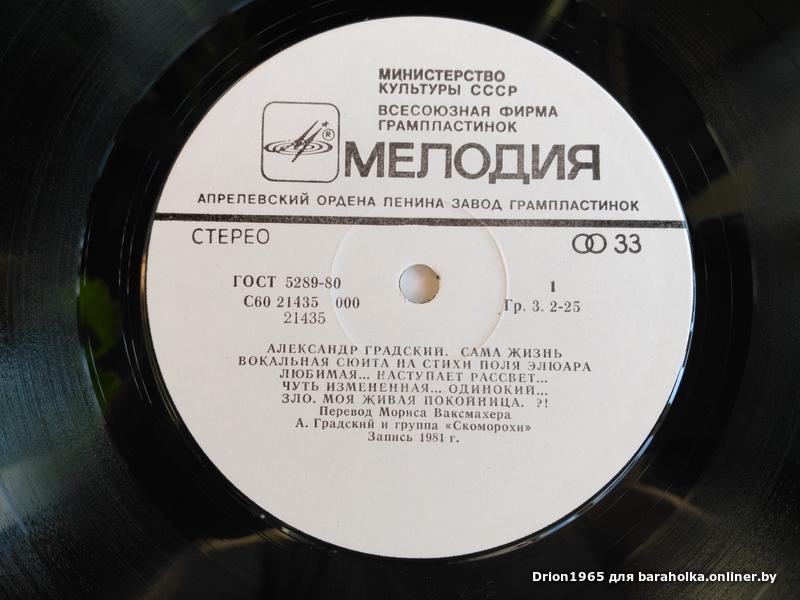 МИНИСТЕРСТВО
КУЛЬТУРЫ СССР
ВСЕСОЮЗНАЯ ФИРМА
ГРАМПЛАСТИНОК
®
МЕЛОДИЯ
АПРЕЛЕВСКИЙ ОРДЕНА ЛЕНИНА ЗАВОД ГРАМПЛАСТИНОК
СТЕРЕО
33
ГОСТ 5289-80
1
С60 21435 000
Гр. 3. 2-25
21435
АЛЕКСАНДР ГРАДСКИЙ. САМА ЖИЗНЬ
ВОКАЛЬНАЯ СЮИТА НА СТИХИ ПОЛЯ ЭЛЮАРА
ЛЮБИМАЯ... НАСТУПАЕТ РАССВЕТ...
ЧУТЬ ИЗМЕНЕННАЯ... ОДИНОКИЙ...
ЗЛО. МОЯ ЖИВАЯ ПОКОЙНИЦА. ?!
Перевод Мориса Ваксмахера
А. Градский и группа «Скоморохи»
Запись 1981 г.
Drion1965 для baraholka.onliner.by